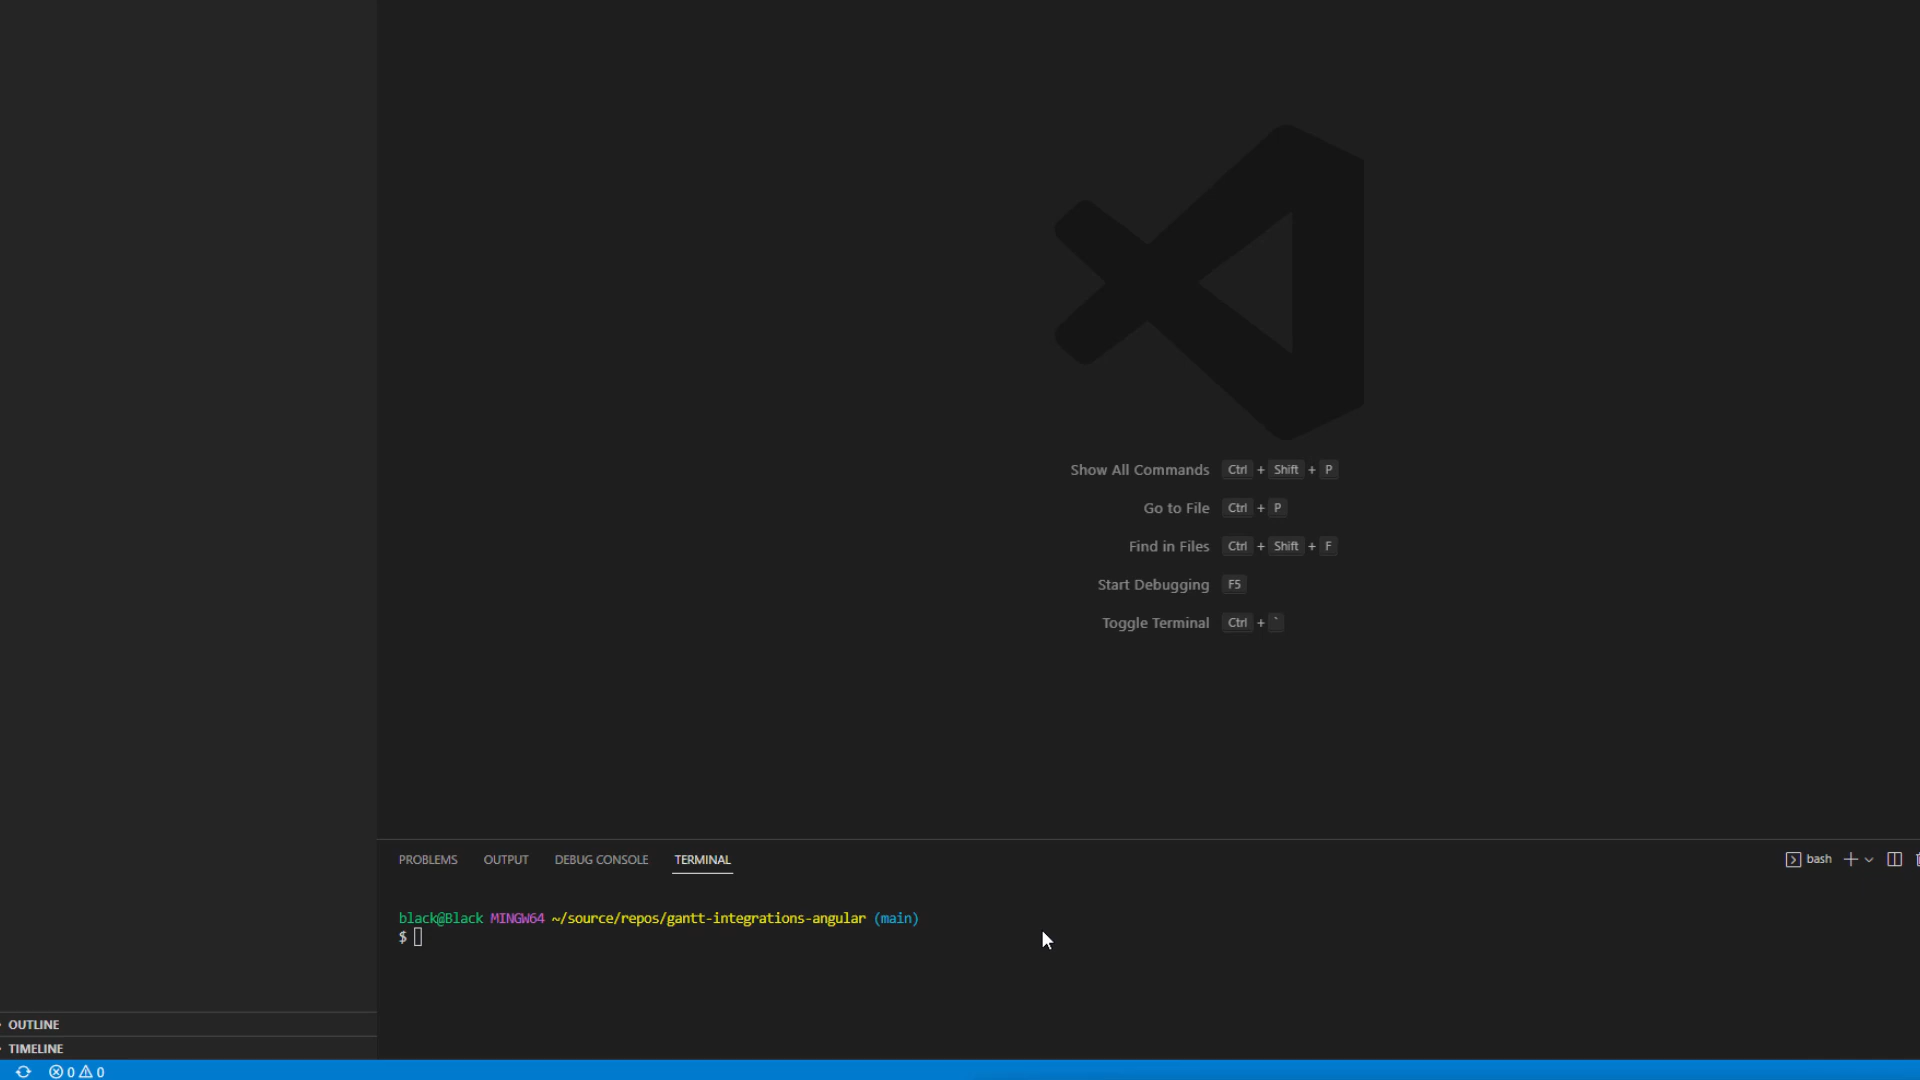 Show All Commands Ctrl + Shift + P
Go to File Ctrl + P
Find in Files Ctrl + Shift + F
Start Debugging F5
Toggle Terminal Ctrl + `
PROBLEMS OUTPUT DEBUG CONSOLE TERMINAL
bash
black@Black MINGW64 ~/source/repos/gantt-integrations-angular (main)
$
OUTLINE
TIMELINE
0 0